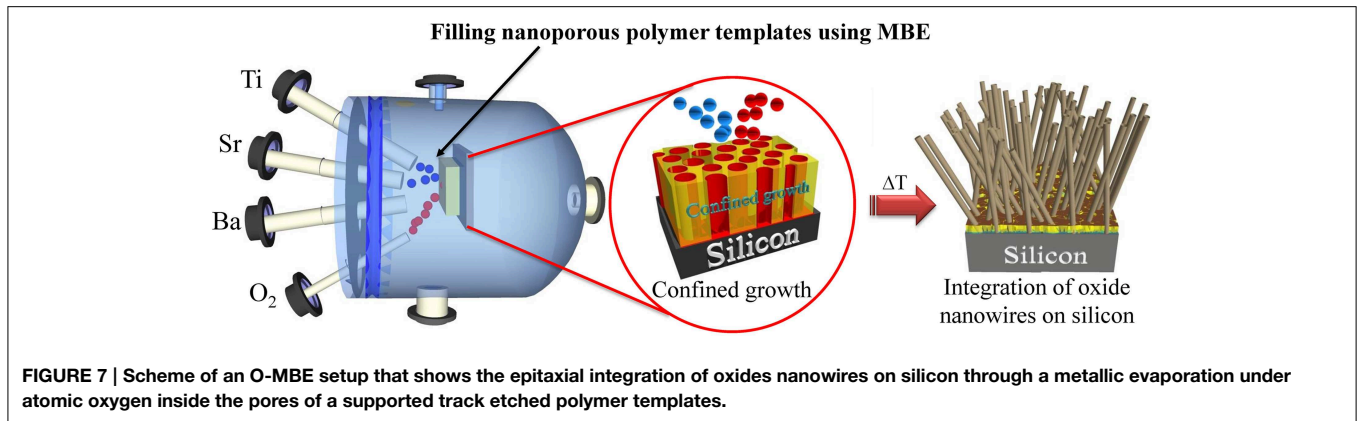 Filling nanoporous polymer templates using MBE
Ti
Sr
Ba
O₂
Confined growth
Silicon
Confined growth
ΔT
Silicon
Integration of oxide
nanowires on silicon
FIGURE 7 | Scheme of an O-MBE setup that shows the epitaxial integration of oxides nanowires on silicon through a metallic evaporation under
atomic oxygen inside the pores of a supported track etched polymer templates.